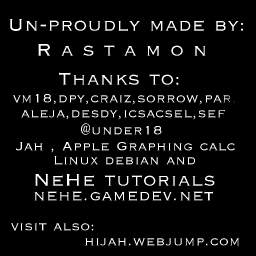 Un-proudly made by:
Rastamon
Thanks to:
vm18,dpy,craiz,sorrow,par
aleja,desdy,icsacsel,sef
@under18
Jah , Apple Graphing calc
Linux debian and
NeHe tutorials
nehe.gamedev.net
visit also:
hijah.webjump.com